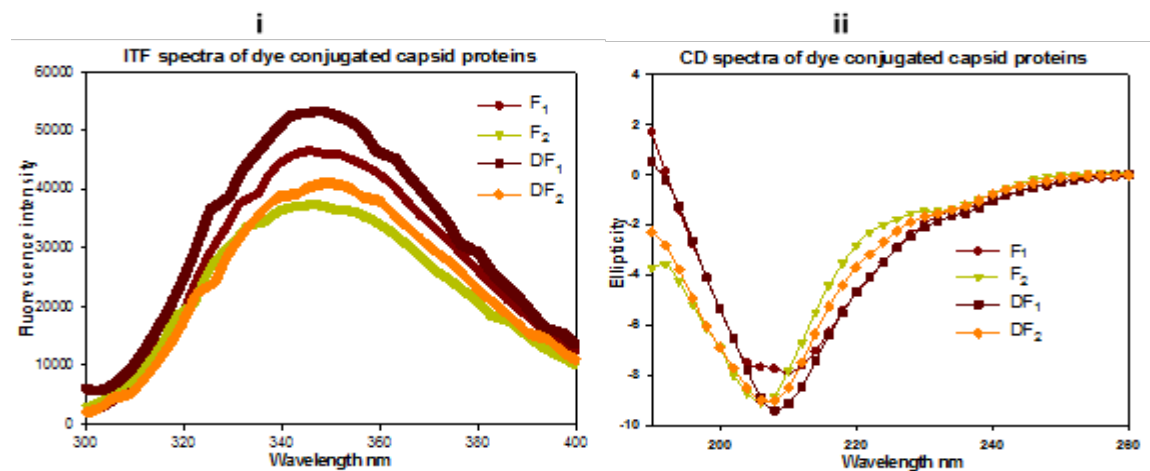 i
ii
ITF spectra of dye conjugated capsid proteins
CD spectra of dye conjugated capsid proteins
Fluorescence intensity
60000
50000
40000
30000
20000
10000
0
300
320
340
360
380
400
Wavelength nm
F₁
F₂
DF₁
DF₂
Ellipticity
4
2
0
-2
-4
-6
-8
-10
200
220
240
260
Wavelength nm
F₁
F₂
DF₁
DF₂